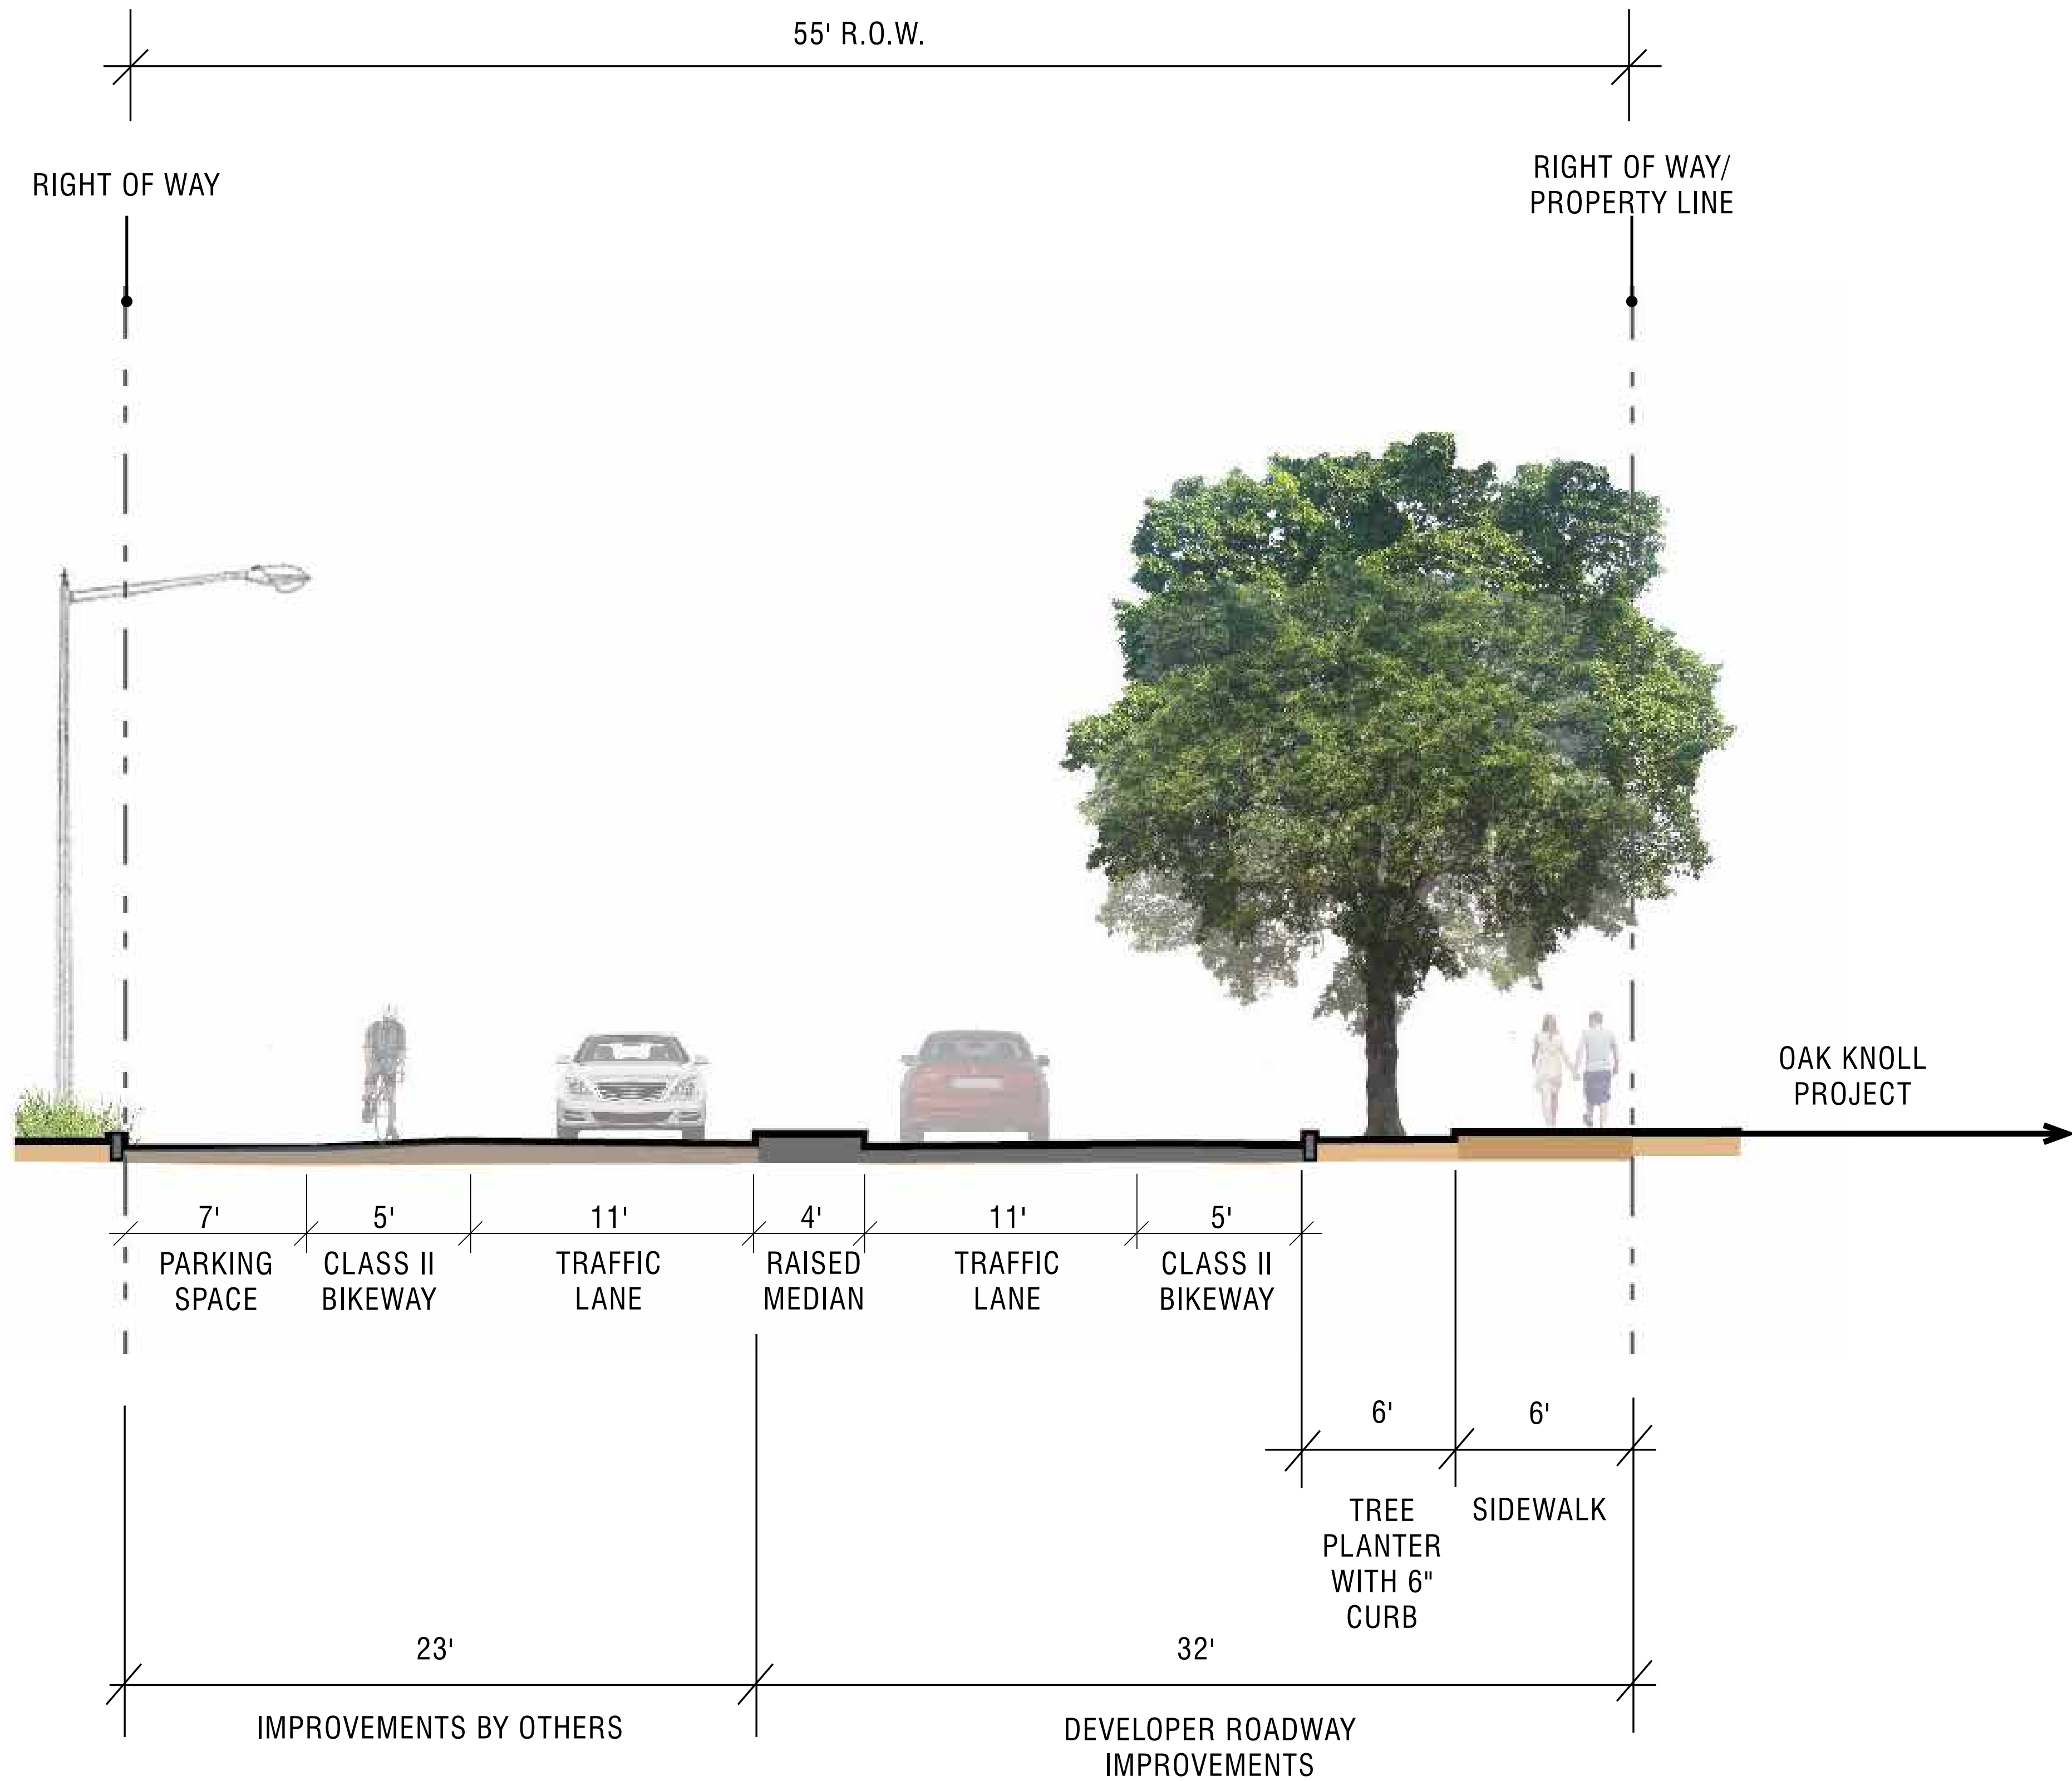 55' R.O.W.
RIGHT OF WAY
RIGHT OF WAY/
PROPERTY LINE
OAK KNOLL
PROJECT
7'
5'
11'
4'
11'
5'
PARKING
SPACE
CLASS II
BIKEWAY
TRAFFIC
LANE
RAISED
MEDIAN
TRAFFIC
LANE
CLASS II
BIKEWAY
6'
6'
TREE
PLANTER
WITH 6"
CURB
SIDEWALK
23'
32'
IMPROVEMENTS BY OTHERS
DEVELOPER ROADWAY
IMPROVEMENTS